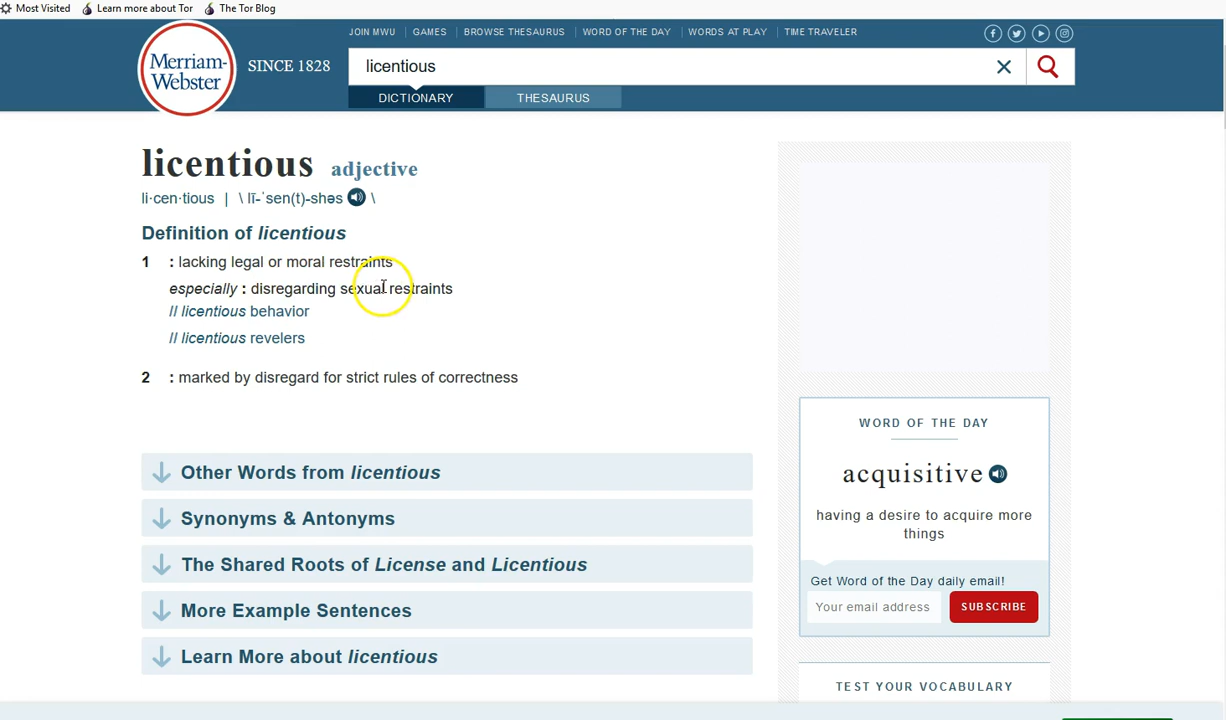 Most Visited Learn more about Tor The Tor Blog
JOIN MWU GAMES BROWSE THESAURUS WORD OF THE DAY WORDS AT PLAY TIME TRAVELER
Merriam-
Webster
SINCE 1828
licentious
DICTIONARY THESAURUS
licentious adjective
li·cen·tious | \ lī-ˈsen(t)-shəs \
Definition of licentious
1 : lacking legal or moral restraints
especially : disregarding sexual restraints
// licentious behavior
// licentious revelers
2 : marked by disregard for strict rules of correctness
Other Words from licentious
Synonyms & Antonyms
The Shared Roots of License and Licentious
More Example Sentences
Learn More about licentious
WORD OF THE DAY
acquisitive
having a desire to acquire more
things
Get Word of the Day daily email!
Your email address SUBSCRIBE
TEST YOUR VOCABULARY